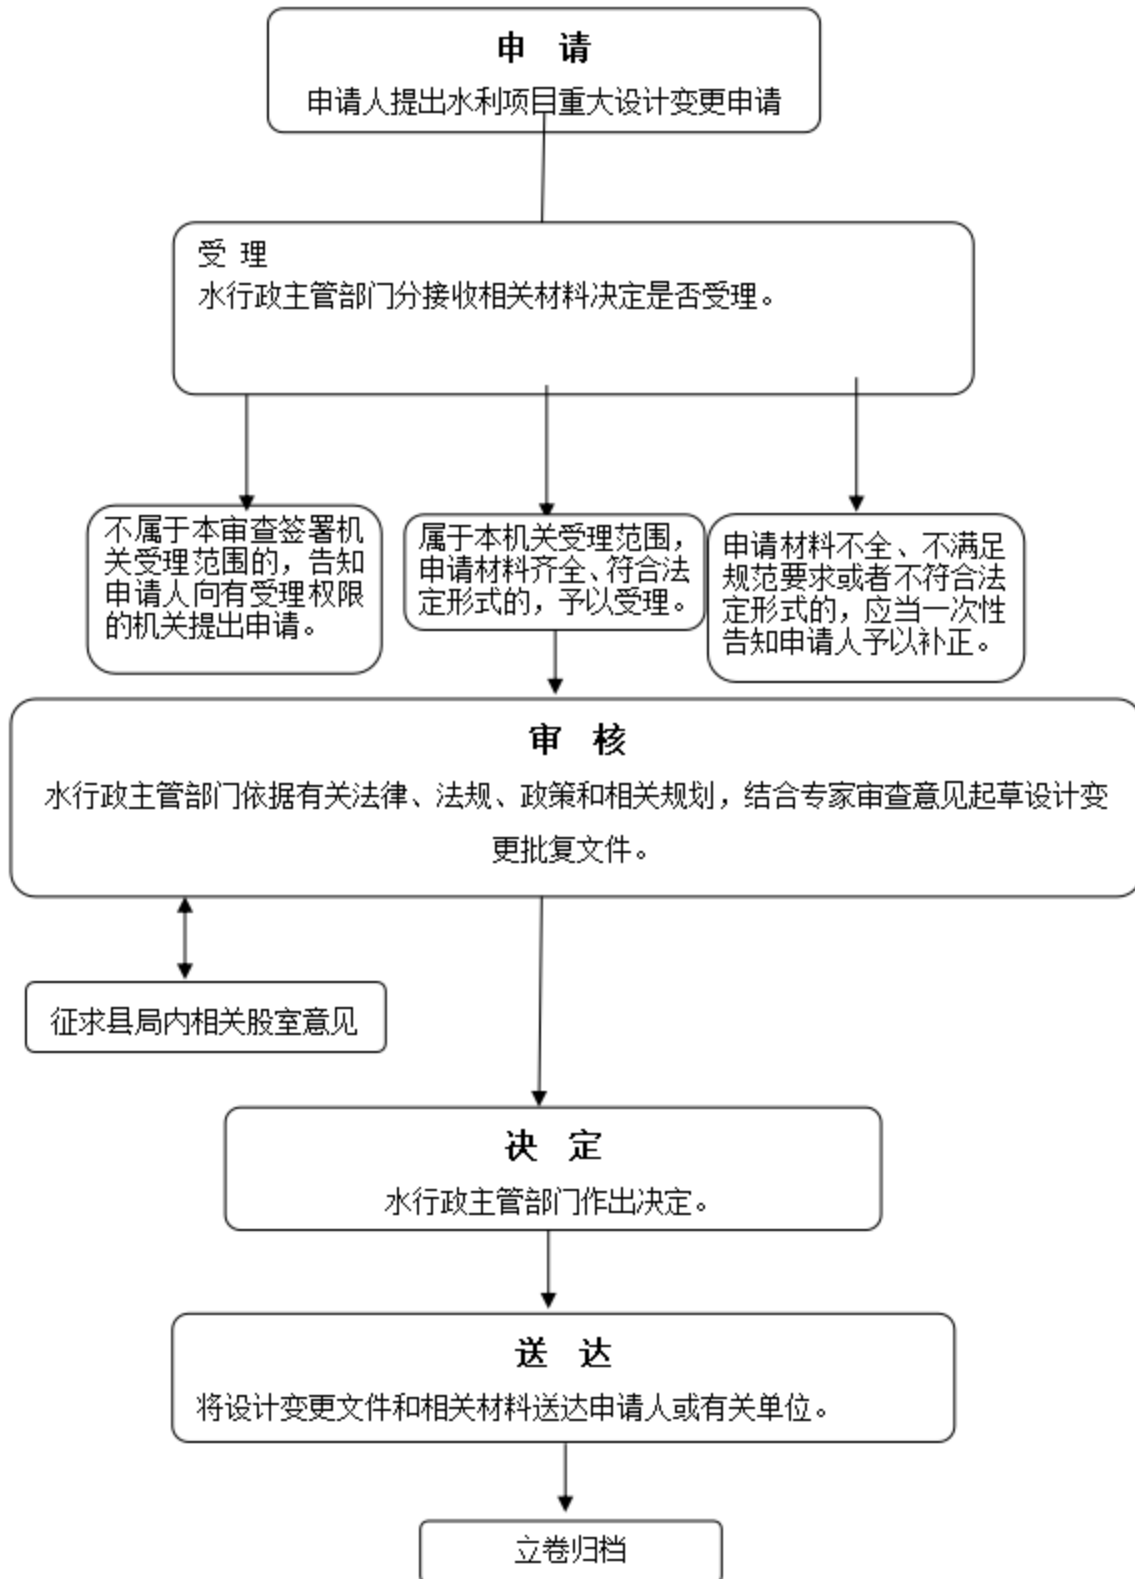 申 请
申请人提出水利项目重大设计变更申请
受 理
水行政主管部门分接收相关材料决定是否受理。
不属于本审查签署机
关受理范围的，告知
申请人向有受理权限
的机关提出申请。
属于本机关受理范围，
申请材料齐全、符合法
定形式的，予以受理。
申请材料不全、不满足
规范要求或者不符合法
定形式的，应当一次性
告知申请人予以补正。
审 核
水行政主管部门依据有关法律、法规、政策和相关规划，结合专家审查意见起草设计变
更批复文件。
征求县局内相关股室意见
决 定
水行政主管部门作出决定。
送 达
将设计变更文件和相关材料送达申请人或有关单位。
立卷归档